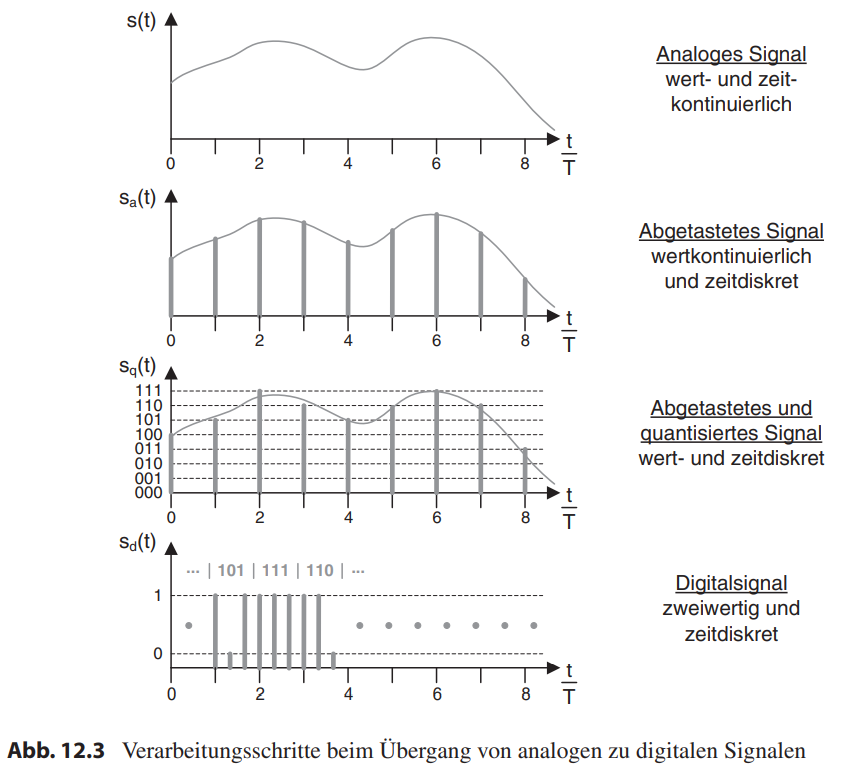 s(t)
Analoges Signal
wert- und zeit-
kontinuierlich
0 2 4 6 8
t
T
sa(t)
Abgetastetes Signal
wertkontinuierlich
und zeitdiskret
0 2 4 6 8
t
T
sq(t)
111
110
101
100
011
010
001
000
Abgetastetes und
quantisiertes Signal
wert- und zeitdiskret
0 2 4 6 8
t
T
sd(t)
··· | 101 | 111 | 110 | ···
1
0
Digitalsignal
zweiwertig und
zeitdiskret
0 2 4 6 8
t
T
Abb. 12.3 Verarbeitungsschritte beim Übergang von analogen zu digitalen Signalen